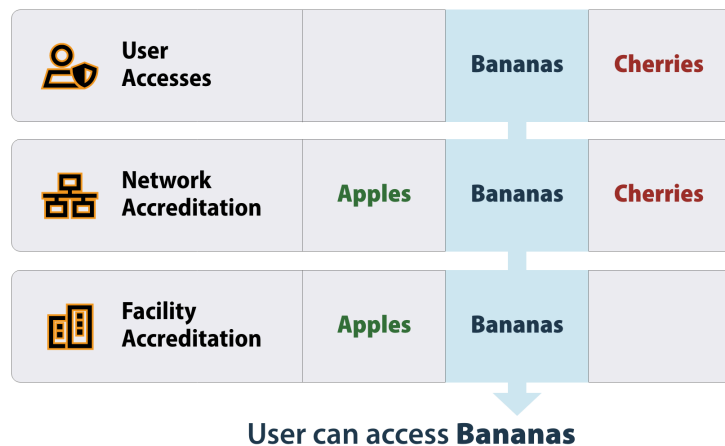 User
Accesses
Bananas
Cherries
Network
Accreditation
Apples
Bananas
Cherries
Facility
Accreditation
Apples
Bananas
User can access Bananas